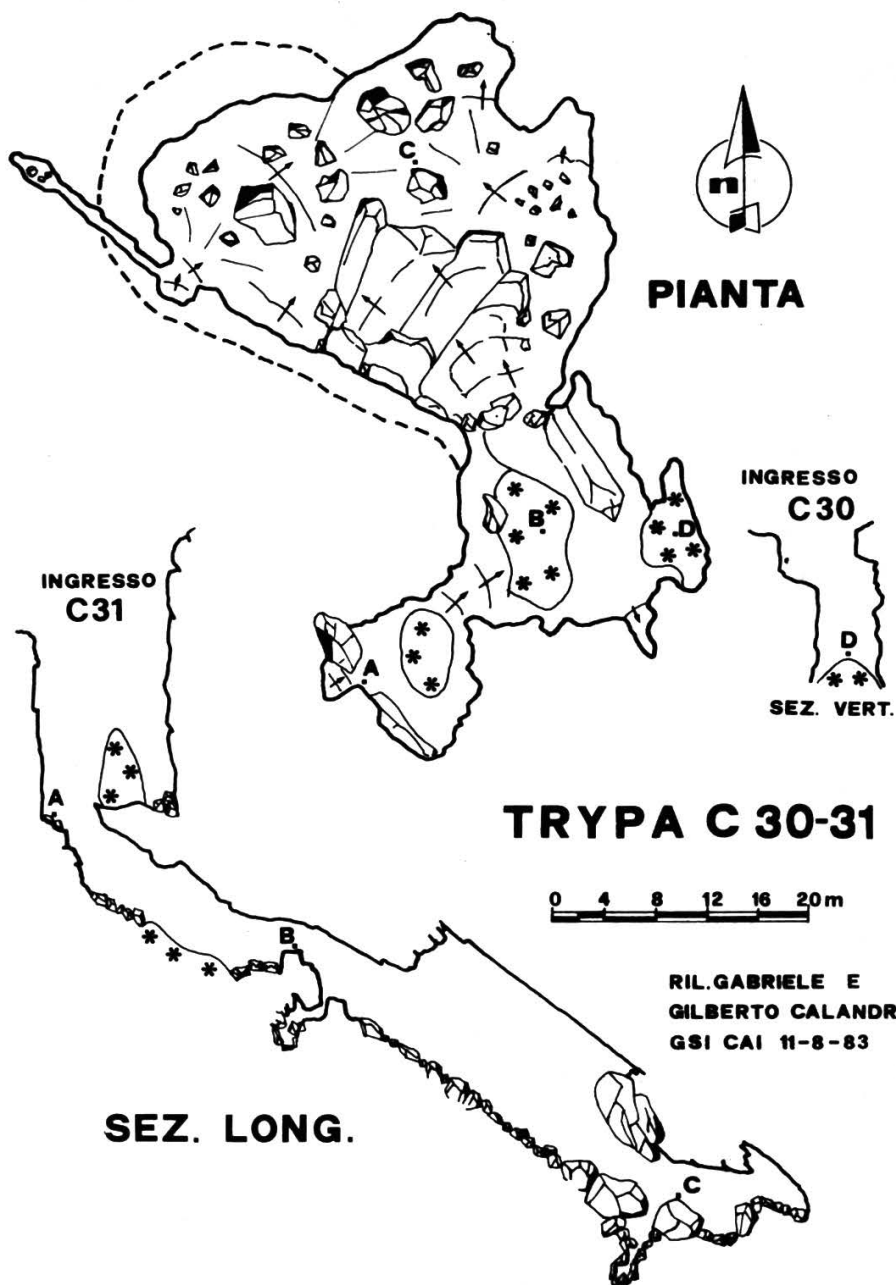 C
n
PIANTA
INGRESSO
C30
B
D
INGRESSO
C31
A
D
SEZ. VERT.
A
TRYPA C 30-31
0 4 8 12 16 20 m
B
RIL. GABRIELE E
GILBERTO CALANDR
GSI CAI 11-8-83
SEZ. LONG.
C